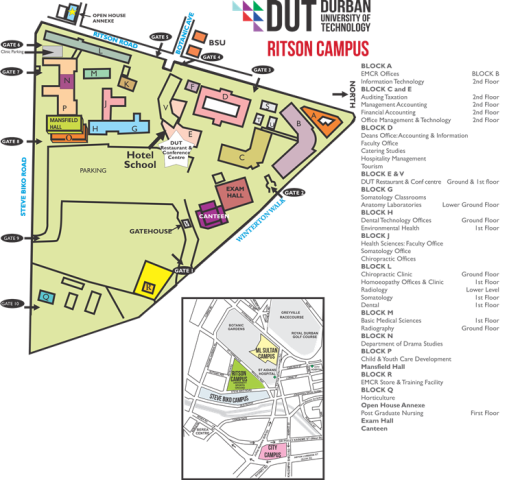 DUT DURBAN
UNIVERSITY OF
TECHNOLOGY
RITSON CAMPUS
OPEN HOUSE
ANNEXE
RITSON ROAD
BOTANIC AVE
BSU
GATE 5
GATE 4
GATE 3
GATE 6
Clinic Parking
GATE 7
GATE 8
GATE 9
GATE 10
GATE 2
GATE 1
NORTH
STEVE BIKO ROAD
WINTERTON WALK
L
M
K
N
J
P
MANSFIELD
HALL
H
G
V
F
D
S
A
B
E
C
DUT
Restaurant &
Conference
Centre
Hotel
School
PARKING
EXAM
HALL
CANTEEN
GATEHOUSE
R
Q
BLOCK A
EMCR Offices BLOCK B
Information Technology 2nd Floor
BLOCK C and E
Auditing Taxation 2nd Floor
Management Accounting 2nd Floor
Financial Accounting 2nd Floor
Office Management & Technology 2nd Floor
BLOCK D
Deans Office: Accounting & Information
Faculty Office
Catering Studies
Hospitality Management
Tourism
BLOCK E & V
DUT Restaurant & Conf centre Ground & 1st floor
BLOCK G
Somatology Classrooms
Anatomy Laboratories Lower Ground Floor
BLOCK H
Dental Technology Offices Ground Floor
Environmental Health 1st Floor
BLOCK J
Health Sciences: Faculty Office
Somatology Office
Chiropractic Offices
BLOCK L
Chiropractic Clinic Ground Floor
Homoeopathy Offices & Clinic 1st Floor
Radiology Lower Level
Somatology 1st Floor
Dental 1st Floor
BLOCK M
Basic Medical Sciences 1st Floor
Radiography Ground Floor
BLOCK N
Department of Drama Studies
BLOCK P
Child & Youth Care Development
Mansfield Hall
BLOCK R
EMCR Store & Training Facility
BLOCK Q
Horticulture
Open House Annexe
Post Graduate Nursing First Floor
Exam Hall
Canteen
GREYVILLE
RACECOURSE
BOTANIC
GARDENS
ROYAL DURBAN
GOLF COURSE
ML SULTAN
CAMPUS
RITSON
CAMPUS
ST AIDANS
HOSPITAL
STEVE BIKO CAMPUS
BEREA
CENTRE
CITY
CAMPUS